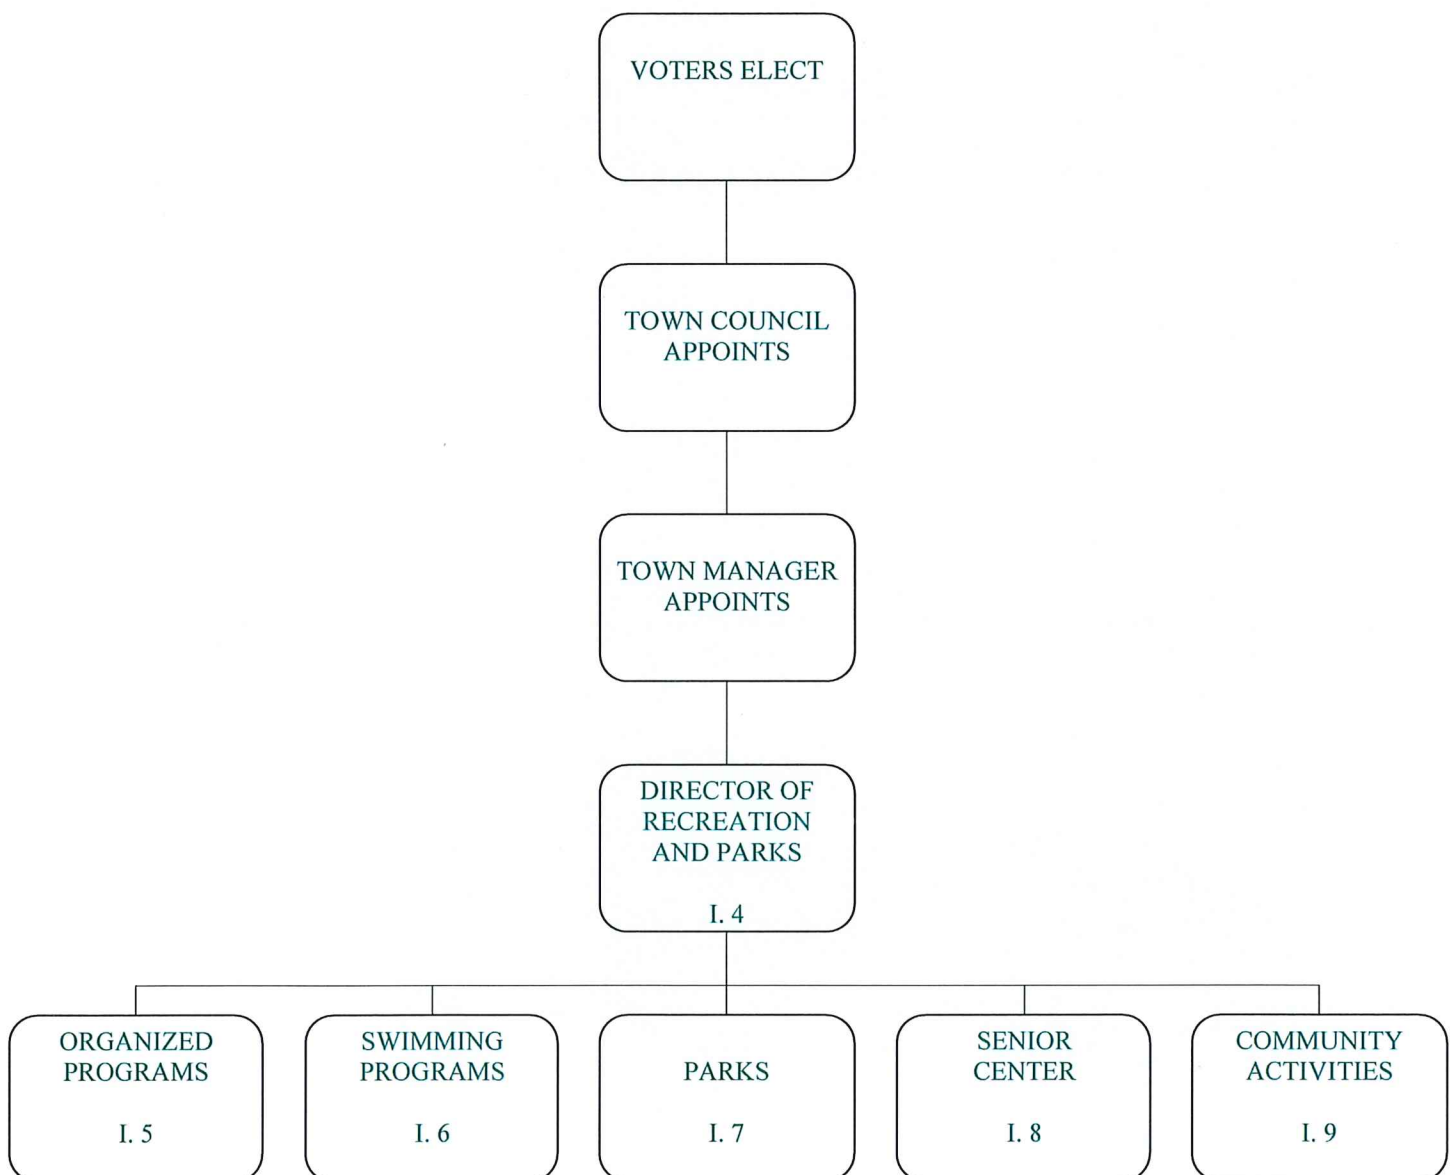 VOTERS ELECT
TOWN COUNCIL
APPOINTS
TOWN MANAGER
APPOINTS
DIRECTOR OF
RECREATION
AND PARKS
I. 4
ORGANIZED
PROGRAMS
I. 5
SWIMMING
PROGRAMS
I. 6
PARKS
I. 7
SENIOR
CENTER
I. 8
COMMUNITY
ACTIVITIES
I. 9